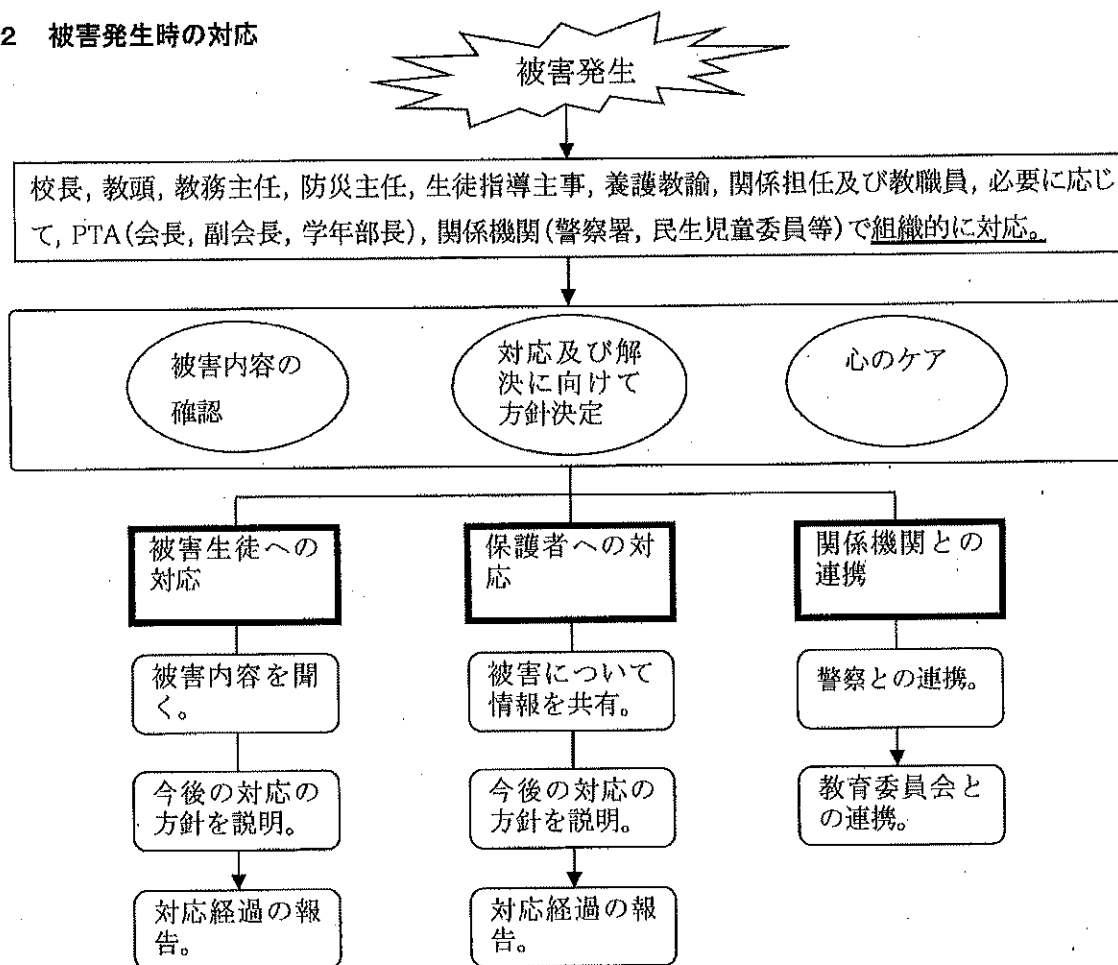 2 被害発生時の対応
被害発生
校長, 教頭, 教務主任, 防災主任, 生徒指導主事, 養護教諭, 関係担任及び教職員, 必要に応じ
て, PTA(会長, 副会長, 学年部長), 関係機関(警察署, 民生児童委員等)で組織的に対応。
被害内容の
確認
対応及び解
決に向けて
方針決定
心のケア
被害生徒への
対応
保護者への対
応
関係機関との
連携
被害内容を聞
く。
被害について
情報を共有。
警察との連携。
今後の対応の
方針を説明。
今後の対応の
方針を説明。
教育委員会と
の連携。
対応経過の報
告。
対応経過の報
告。